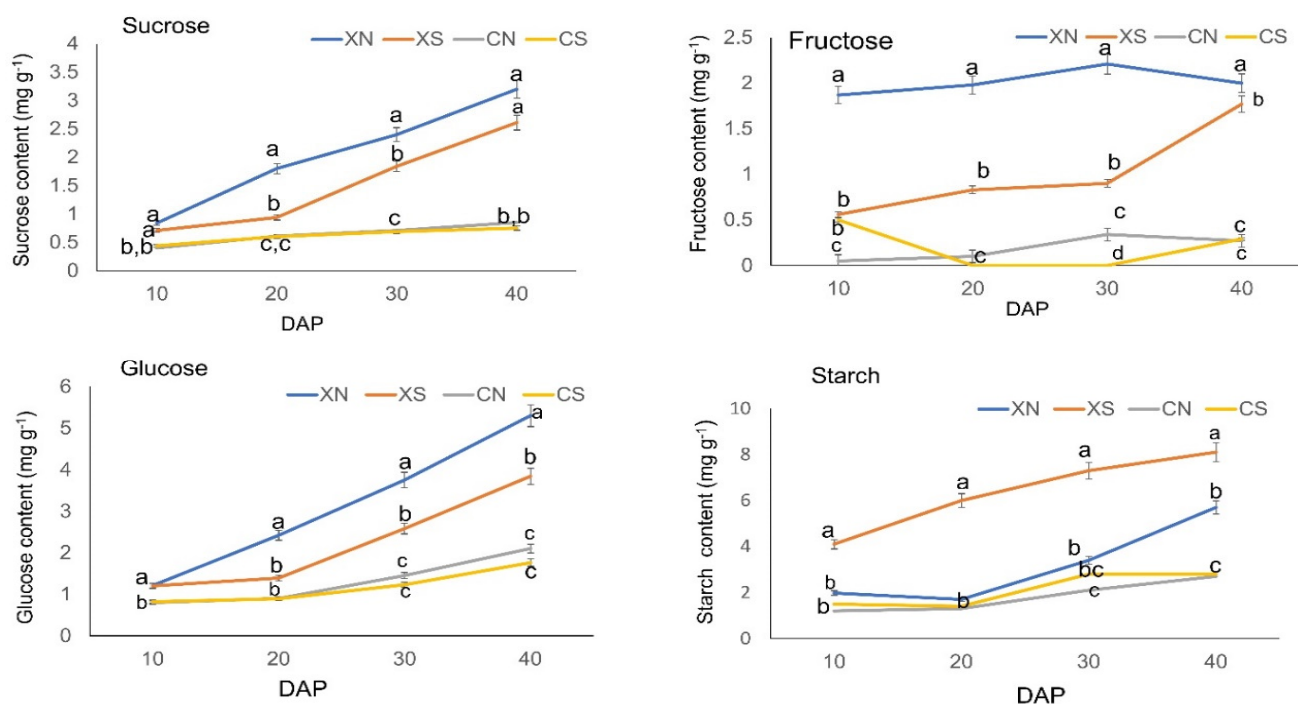 Sucrose
XN XS CN CS
Sucrose content (mg g⁻¹)
4
3.5
3
2.5
2
1.5
1
0.5
0
a
a
a
a
a
b
b
a
b,b
c,c
c
b,b
10 20 30 40
DAP
Fructose
XN XS CN CS
Fructose content (mg g⁻¹)
2.5
2
1.5
1
0.5
0
a a a a
b b b b
b
c c c c
d c
10 20 30 40
DAP
Glucose
XN XS CN CS
Glucose content (mg g⁻¹)
6
5
4
3
2
1
0
a a a a
b b b
b b c c
c c
10 20 30 40
DAP
Starch
XN XS CN CS
Starch content (mg g⁻¹)
10
8
6
4
2
0
a a a a
b b b b
bc c
c
10 20 30 40
DAP